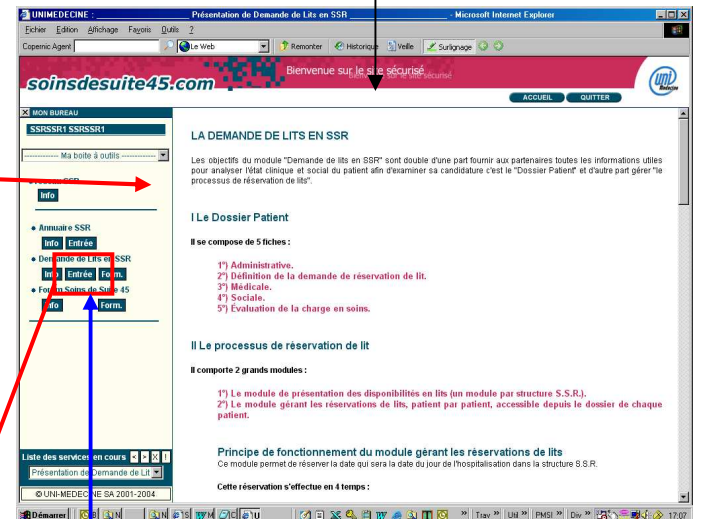 UNIMEDECINE : Présentation de Demande de Lits en SSR - Microsoft Internet Explorer
Eichier Edition Affichage Favoris Outils ?
Copernic Agent Le Web Remonter Historique Veille Surlignage
soinsdesuite45.com
Bienvenue sur le site sécurisé
uni
Médecine
ACCUEIL QUITTER
X MON BUREAU
SSRSSR1 SSRSSR1
------------ Ma boite à outils ------------
Info
• Annuaire SSR
Info Entrée
• Demande de Lits en SSR
Info Entrée Form.
• Forum Soins de Suite 45
Info Form.
Liste des services en cours < > X !
Présentation de Demande de Lit
© UNI-MEDECINE SA 2001-2004
LA DEMANDE DE LITS EN SSR
Les objectifs du module "Demande de lits en SSR" sont double d'une part fournir aux partenaires toutes les informations utiles
pour analyser l'état clinique et social du patient afin d'examiner sa candidature c'est le "Dossier Patient" et d'autre part gérer "le
processus de réservation de lits".
I Le Dossier Patient
Il se compose de 5 fiches :
1°) Administrative.
2°) Définition de la demande de réservation de lit.
3°) Médicale.
4°) Sociale.
5°) Évaluation de la charge en soins.
II Le processus de réservation de lit
Il comporte 2 grands modules :
1°) Le module de présentation des disponibilités en lits (un module par structure S.S.R.).
2°) Le module gérant les réservations de lits, patient par patient, accessible depuis le dossier de chaque
patient.
Principe de fonctionnement du module gérant les réservations de lits
Ce module permet de réserver la date qui sera la date du jour de l'hospitalisation dans la structure S.S.R.
Cette réservation s'effectue en 4 temps :
Démarrer Trav » Util » PMSI » Div » 17:07